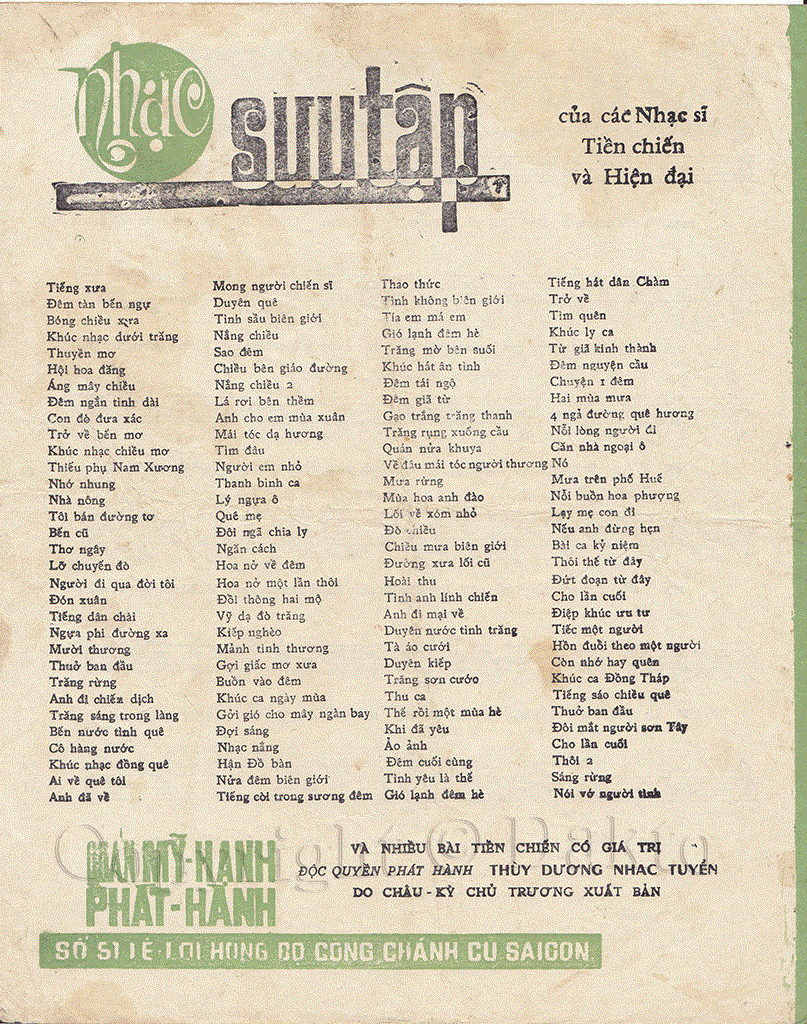 Nhạc
sưu tập
của các Nhạc sĩ
Tiền chiến
và Hiện đại
Tiếng xưa
Đêm tàn bến ngự
Bóng chiều xưa
Khúc nhạc dưới trăng
Thuyền mơ
Hội hoa đăng
Áng mây chiều
Đêm ngắn tình dài
Con đò đưa xác
Trở về bến mơ
Khúc nhạc chiều mơ
Thiếu phụ Nam Xương
Nhớ nhung
Nhà nông
Tôi bán đường tơ
Bến cũ
Thơ ngây
Lỡ chuyến đò
Người đi qua đời tôi
Đón xuân
Tiếng dân chài
Ngựa phi đường xa
Mười thương
Thuở ban đầu
Trăng rừng
Anh đi chiến dịch
Trăng sáng trong làng
Bến nước tình quê
Cô hàng nước
Khúc nhạc đồng quê
Ai về quê tôi
Anh đã về
Mong người chiến sĩ
Duyên quê
Tình sầu biên giới
Nắng chiều
Sao đêm
Chiều bên giáo đường
Nắng chiều 2
Lá rơi bên thềm
Anh cho em mùa xuân
Mái tóc dạ hương
Tìm đâu
Người em nhỏ
Thanh bình ca
Lý ngựa ô
Quê mẹ
Đôi ngã chia ly
Ngăn cách
Hoa nở về đêm
Hoa nở một lần thôi
Đồi thông hai mộ
Vỹ dạ đò trăng
Kiếp nghèo
Mảnh tình thương
Gợi giấc mơ xưa
Buồn vào đêm
Khúc ca ngày mùa
Gởi gió cho mây ngàn bay
Đợi sáng
Nhạc nắng
Hận Đồ bàn
Nửa đêm biên giới
Tiếng còi trong sương đêm
Thao thức
Tình không biên giới
Tía em má em
Gió lạnh đêm hè
Trăng mờ bên suối
Khúc hát ân tình
Đêm tái ngộ
Đêm giã từ
Gạo trắng trăng thanh
Trăng rụng xuống cầu
Quán nửa khuya
Về đâu mái tóc người thương
Mưa rừng
Mùa hoa anh đào
Lối về xóm nhỏ
Đò chiều
Chiều mưa biên giới
Đường xưa lối cũ
Hoài thu
Tình anh lính chiến
Anh đi mai về
Duyên nước tình trăng
Tà áo cưới
Duyên kiếp
Trăng sơn cước
Thu ca
Thế rồi một mùa hè
Khi đã yêu
Ảo ảnh
Đêm cuối cùng
Tình yêu là thế
Gió lạnh đêm hè
Tiếng hát dân Chàm
Trở về
Tìm quên
Khúc ly ca
Từ giã kinh thành
Đêm nguyện cầu
Chuyện 1 đêm
Hai mùa mưa
4 ngả đường quê hương
Nỗi lòng người đi
Căn nhà ngoại ô
Nó
Mưa trên phố Huế
Nỗi buồn hoa phượng
Lạy mẹ con đi
Nếu anh đừng hẹn
Bài ca kỷ niệm
Thôi thế từ đây
Đứt đoạn từ đây
Cho lần cuối
Điệp khúc ưu tư
Tiếc một người
Hồn đuổi theo một người
Còn nhớ hay quên
Khúc ca Đồng Tháp
Tiếng sáo chiều quê
Thuở ban đầu
Đôi mắt người sơn Tây
Cho lần cuối
Thôi 2
Sáng rừng
Nói vớ người tình
VÀ NHIỀU BÀI TIỀN CHIẾN CÓ GIÁ TRỊ
ĐỘC QUYỀN PHÁT HÀNH THÙY DƯƠNG NHẠC TUYỂN
DO CHÂU - KỲ CHỦ TRƯƠNG XUẤT BẢN
QUÁN MỸ-HẠNH
PHÁT-HÀNH
SỐ 51 LÊ-LỢI HONG BỘ CÔNG CHÁNH CŨ SAIGON
Copyright © Dakto